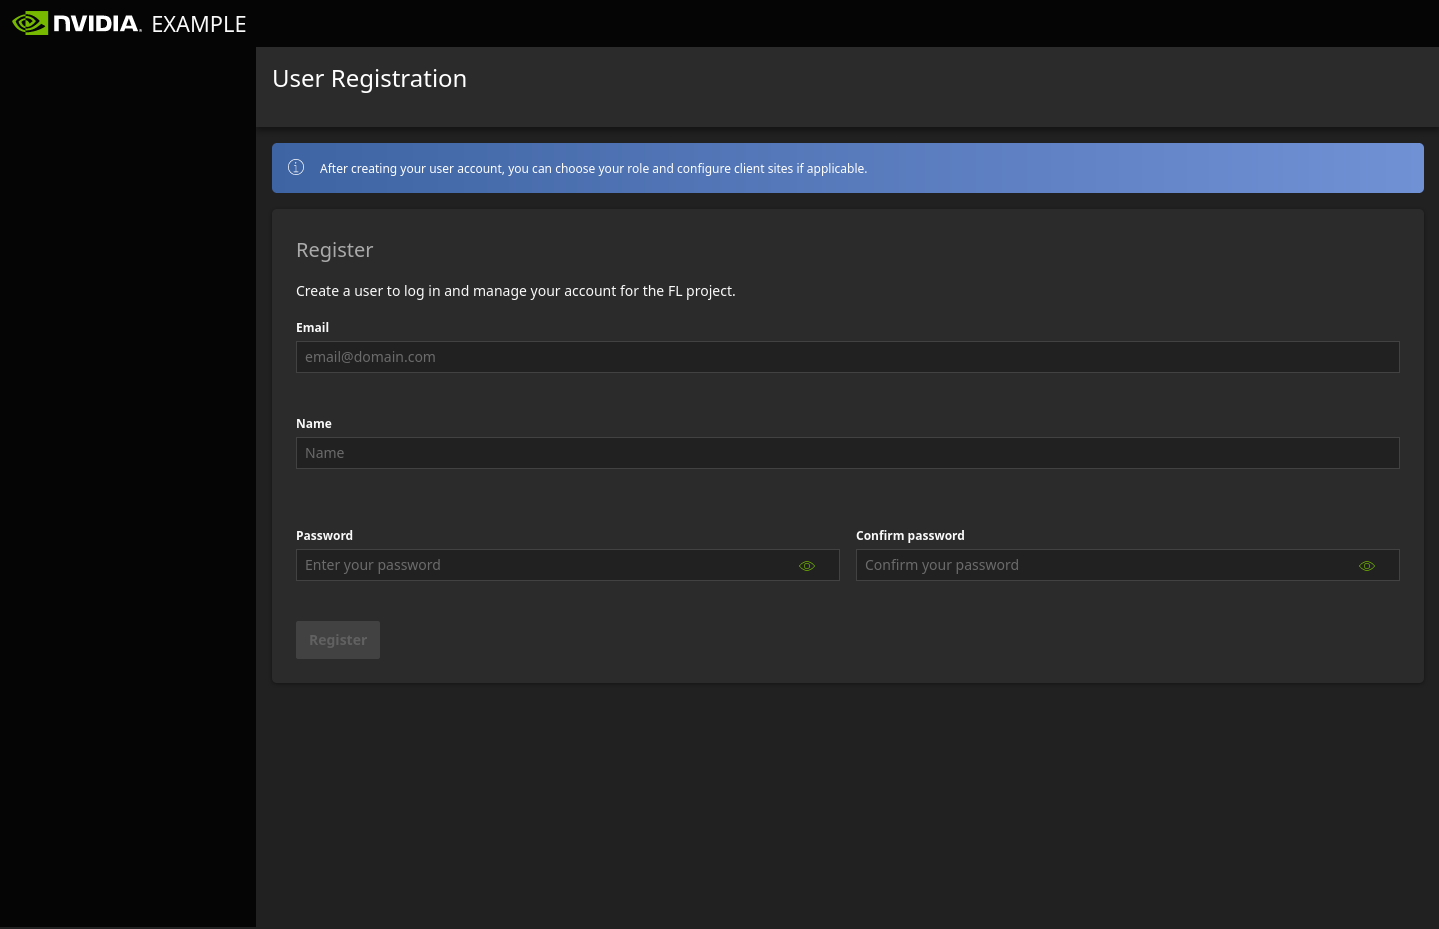 NVIDIA. EXAMPLE
User Registration
After creating your user account, you can choose your role and configure client sites if applicable.
Register
Create a user to log in and manage your account for the FL project.
Email
email@domain.com
Name
Name
Password Confirm password
Enter your password Confirm your password
Register